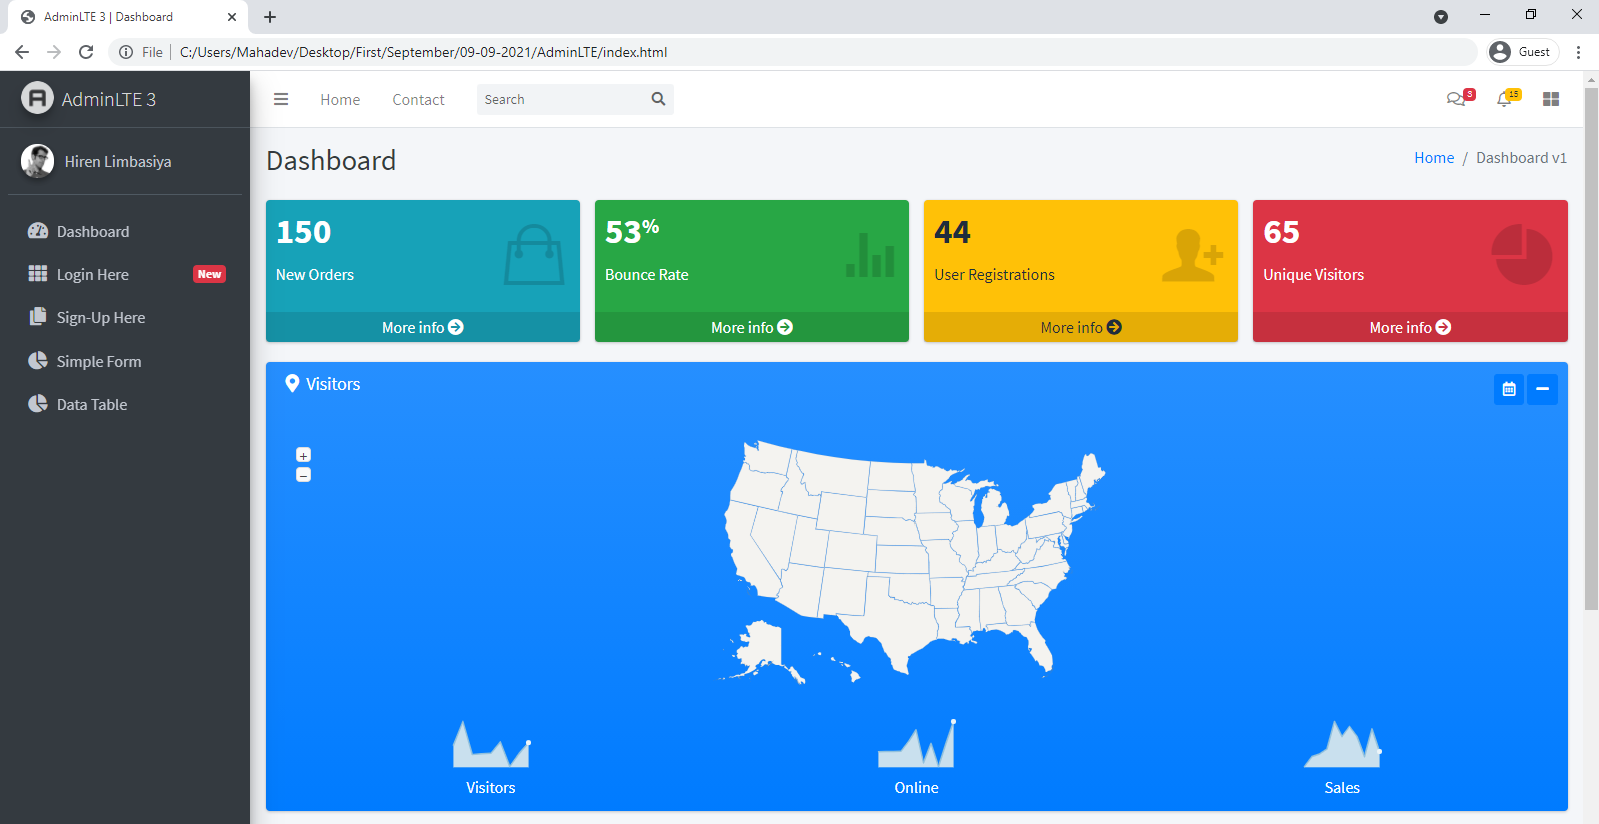 AdminLTE 3 | Dashboard
File C:/Users/Mahadev/Desktop/First/September/09-09-2021/AdminLTE/index.html Guest
AdminLTE 3
Home Contact Search 3 15
Hiren Limbasiya
Dashboard
Login Here New
Sign-Up Here
Simple Form
Data Table
Dashboard
Home / Dashboard v1
150
New Orders
More info
53%
Bounce Rate
More info
44
User Registrations
More info
65
Unique Visitors
More info
Visitors
+
−
Visitors Online Sales